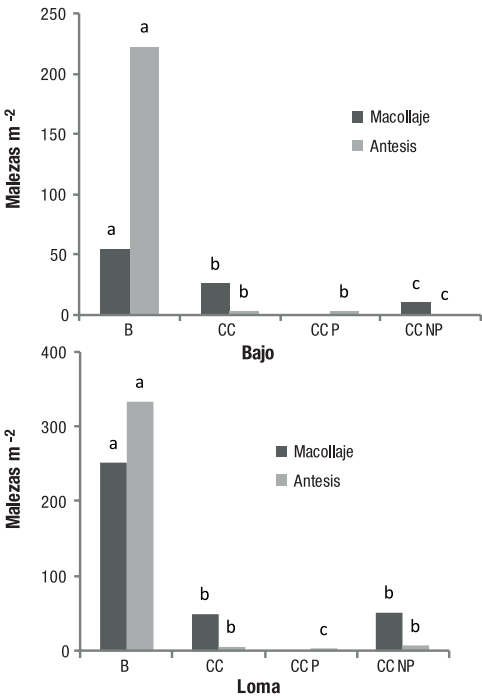 250
a
200
Macollaje
Antesis
150
Malezas m -2
100
a
50
b
b
b
c
c
0
B
CC
CC P
CC NP
Bajo
400
a
300
a
Macollaje
Antesis
Malezas m -2
200
100
b
b
b
b
c
0
B
CC
CC P
CC NP
Loma